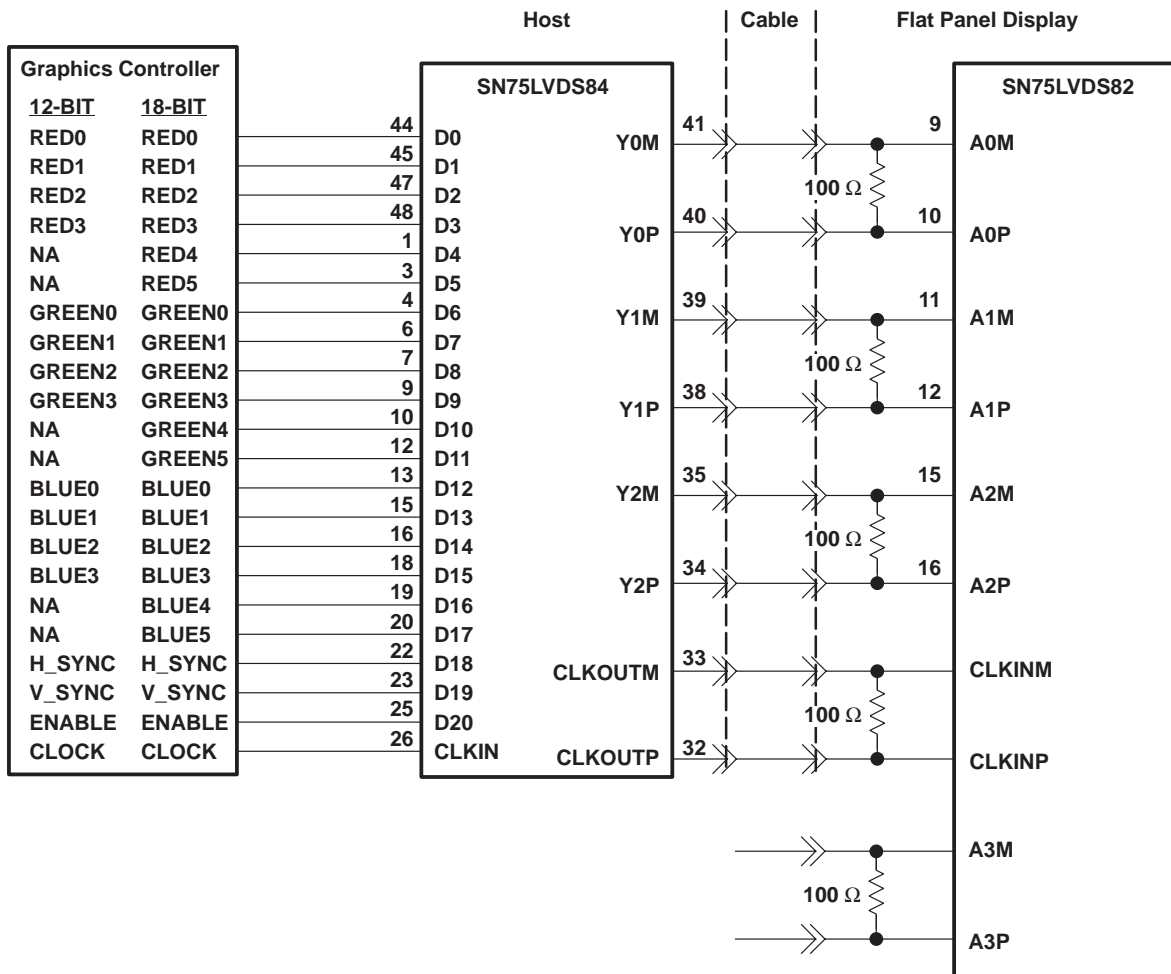 Host Cable Flat Panel Display
Graphics Controller
12-BIT 18-BIT
SN75LVDS84
SN75LVDS82
RED0 RED0 44 D0
RED1 RED1 45 D1
RED2 RED2 47 D2
RED3 RED3 48 D3
NA RED4 1 D4
NA RED5 3 D5
GREEN0 GREEN0 4 D6
GREEN1 GREEN1 6 D7
GREEN2 GREEN2 7 D8
GREEN3 GREEN3 9 D9
NA GREEN4 10 D10
NA GREEN5 12 D11
BLUE0 BLUE0 13 D12
BLUE1 BLUE1 15 D13
BLUE2 BLUE2 16 D14
BLUE3 BLUE3 18 D15
NA BLUE4 19 D16
NA BLUE5 20 D17
H_SYNC H_SYNC 22 D18
V_SYNC V_SYNC 23 D19
ENABLE ENABLE 25 D20
CLOCK CLOCK 26 CLKIN
Y0M 41 9 A0M
100 Ω
Y0P 40 10 A0P
Y1M 39 11 A1M
100 Ω
Y1P 38 12 A1P
Y2M 35 15 A2M
100 Ω
Y2P 34 16 A2P
CLKOUTM 33 CLKINM
100 Ω
CLKOUTP 32 CLKINP
A3M
100 Ω
A3P